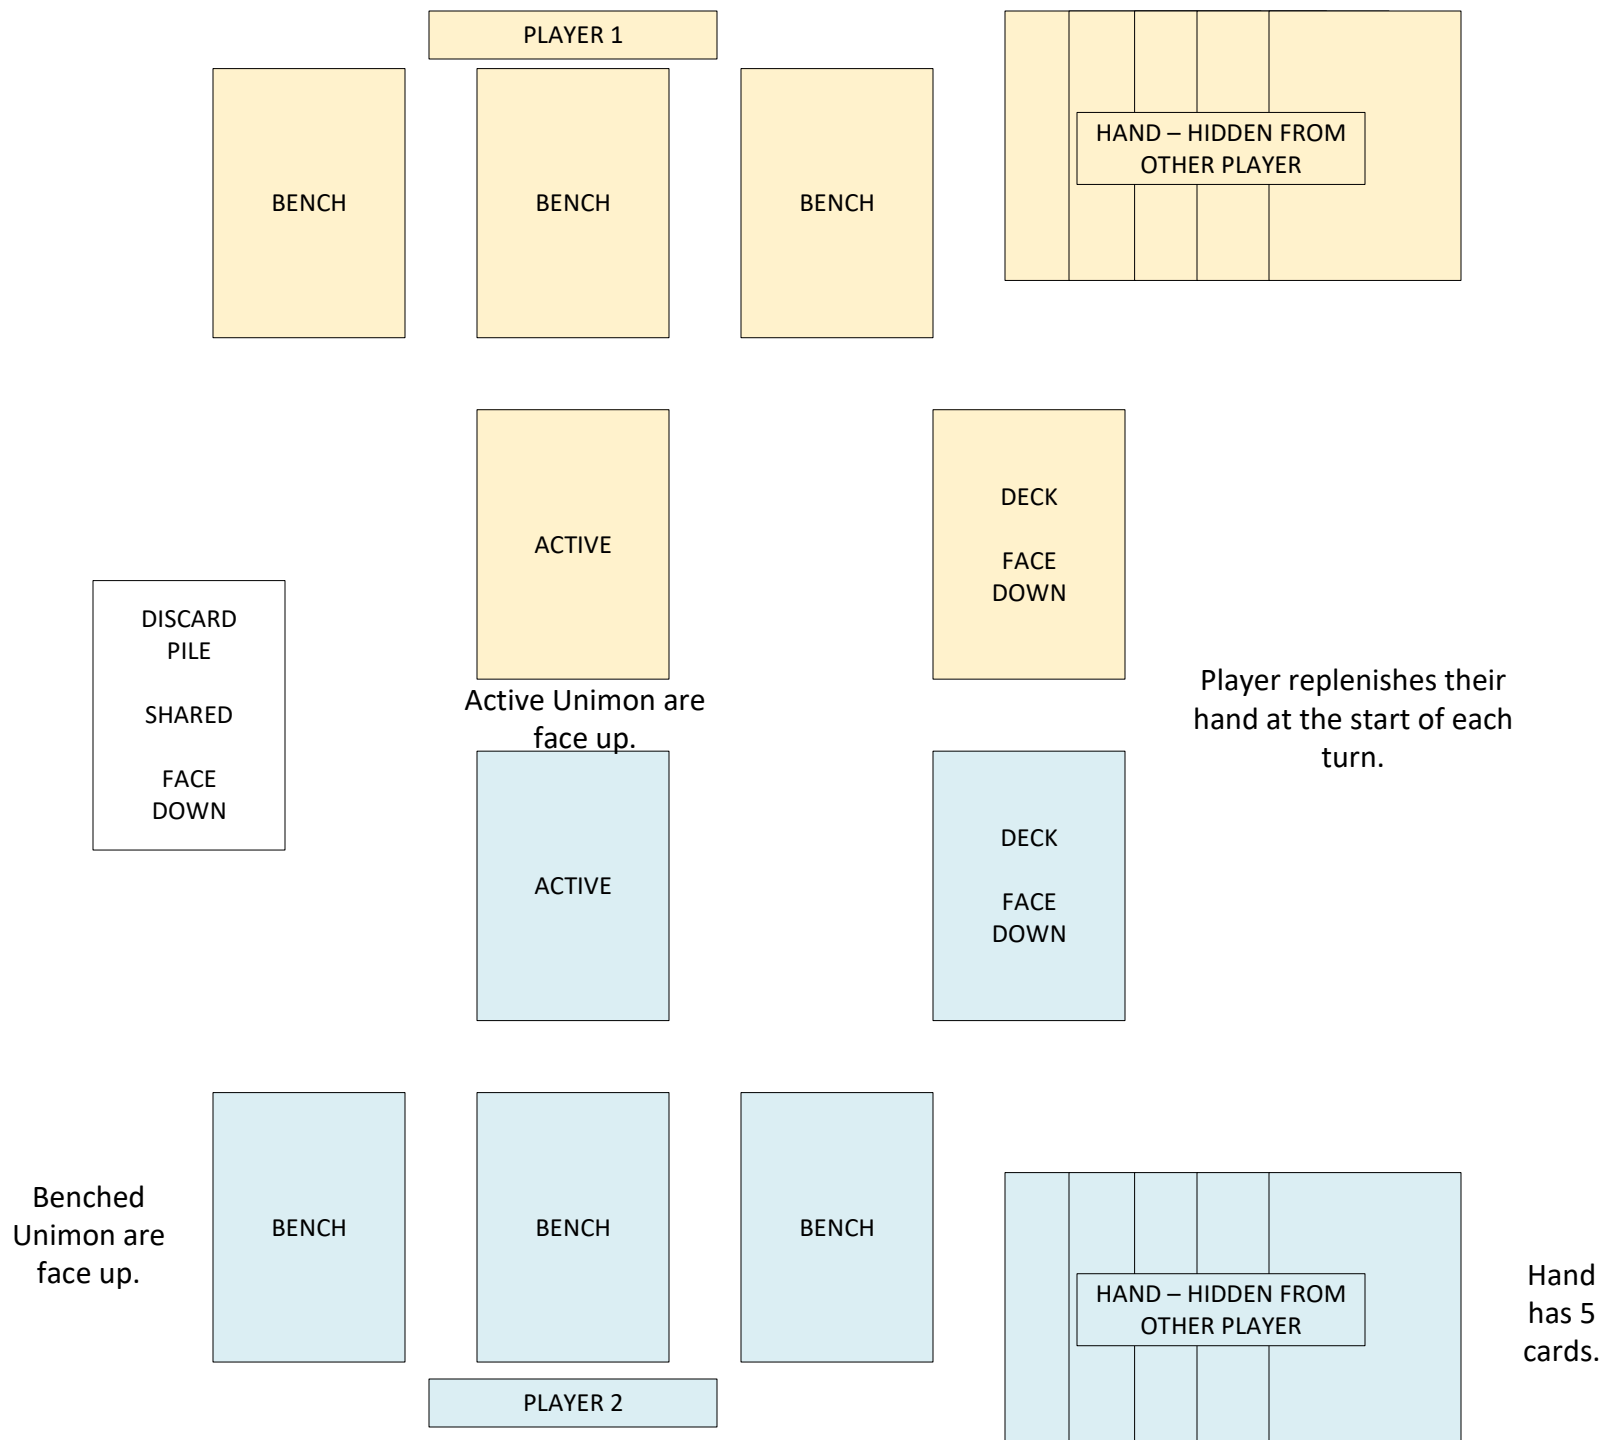 PLAYER 1
HAND – HIDDEN FROM
OTHER PLAYER
BENCH
BENCH
BENCH
ACTIVE
DECK
FACE
DOWN
DISCARD
PILE
SHARED
FACE
DOWN
Active Unimon are
face up.
Player replenishes their
hand at the start of each
turn.
ACTIVE
DECK
FACE
DOWN
Benched
Unimon are
face up.
BENCH
BENCH
BENCH
HAND – HIDDEN FROM
OTHER PLAYER
Hand
has 5
cards.
PLAYER 2